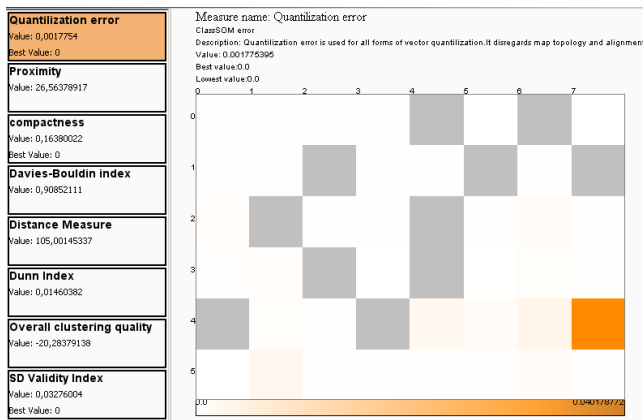 Quantilization error
Value: 0,0017754
Best Value: 0
Proximity
Value: 26,56378917
compactness
Value: 0,16380022
Best Value: 0
Davies-Bouldin index
Value: 0,90852111
Distance Measure
Value: 105,00145337
Dunn Index
Value: 0,01460382
Overall clustering quality
Value: -20,28379138
SD Validity Index
Value: 0,03276004
Best Value: 0
Measure name: Quantilization error
ClassSOM error
Description: Quantilization error is used for all forms of vector quantilization.It disregards map topology and alignment
Value: 0.001775395
Best value:0.0
Lowest value:0.0
0 1 2 3 4 5 6 7
0
1
2
3
4
5
0.0 0.040178772